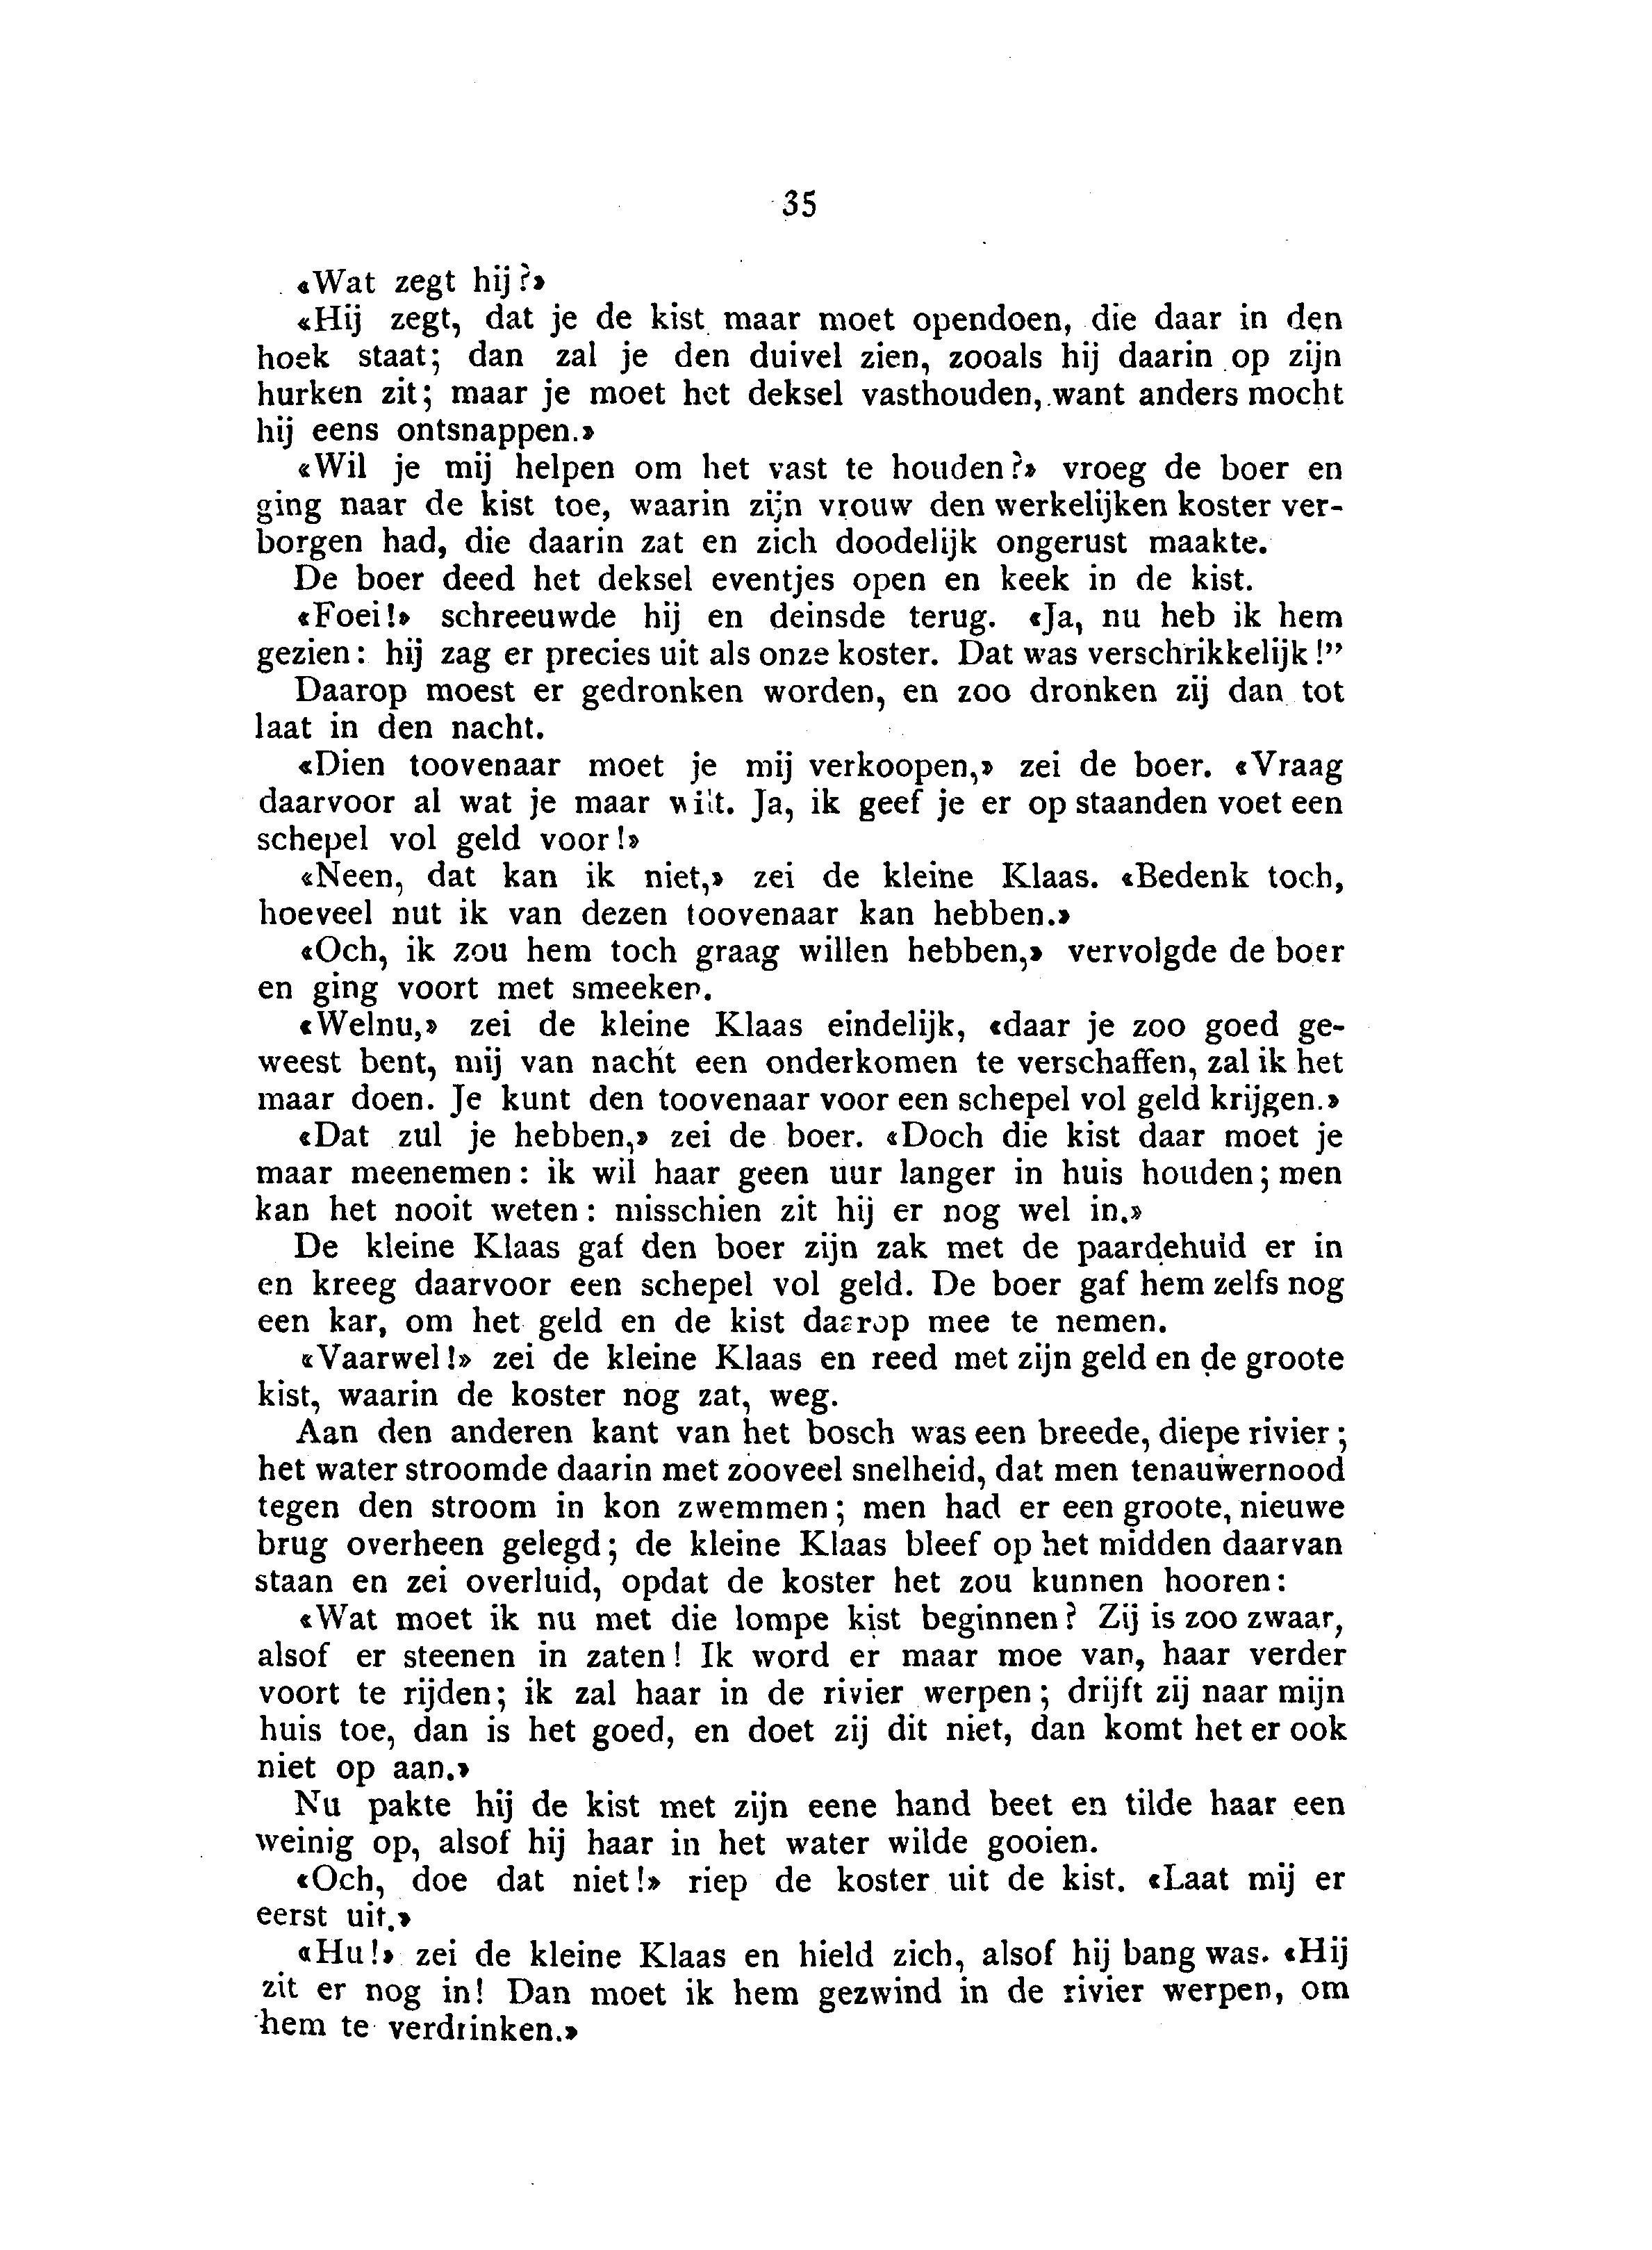 35
«Wat zegt hij?»
«Hij zegt, dat je de kist maar moet opendoen, die daar in den
hoek staat; dan zal je den duivel zien, zooals hij daarin op zijn
hurken zit; maar je moet het deksel vasthouden, want anders mocht
hij eens ontsnappen.»
«Wil je mij helpen om het vast te houden?» vroeg de boer en
ging naar de kist toe, waarin zijn vrouw den werkelijken koster ver-
borgen had, die daarin zat en zich doodelijk ongerust maakte.
De boer deed het deksel eventjes open en keek in de kist.
«Foei!» schreeuwde hij en deinsde terug. «Ja, nu heb ik hem
gezien: hij zag er precies uit als onze koster. Dat was verschrikkelijk!”
Daarop moest er gedronken worden, en zoo dronken zij dan tot
laat in den nacht.
«Dien toovenaar moet je mij verkoopen,» zei de boer. «Vraag
daarvoor al wat je maar wilt. Ja, ik geef je er op staanden voet een
schepel vol geld voor!»
«Neen, dat kan ik niet,» zei de kleine Klaas. «Bedenk toch,
hoeveel nut ik van dezen toovenaar kan hebben.»
«Och, ik zou hem toch graag willen hebben,» vervolgde de boer
en ging voort met smeeken.
«Welnu,» zei de kleine Klaas eindelijk, «daar je zoo goed ge-
weest bent, mij van nacht een onderkomen te verschaffen, zal ik het
maar doen. Je kunt den toovenaar voor een schepel vol geld krijgen.»
«Dat zul je hebben,» zei de boer. «Doch die kist daar moet je
maar meenemen: ik wil haar geen uur langer in huis houden; men
kan het nooit weten: misschien zit hij er nog wel in.»
De kleine Klaas gaf den boer zijn zak met de paardehuid er in
en kreeg daarvoor een schepel vol geld. De boer gaf hem zelfs nog
een kar, om het geld en de kist daarop mee te nemen.
«Vaarwel!» zei de kleine Klaas en reed met zijn geld en de groote
kist, waarin de koster nog zat, weg.
Aan den anderen kant van het bosch was een breede, diepe rivier;
het water stroomde daarin met zooveel snelheid, dat men tenauwernood
tegen den stroom in kon zwemmen; men had er een groote, nieuwe
brug overheen gelegd; de kleine Klaas bleef op het midden daarvan
staan en zei overluid, opdat de koster het zou kunnen hooren:
«Wat moet ik nu met die lompe kist beginnen? Zij is zoo zwaar,
alsof er steenen in zaten! Ik word er maar moe van, haar verder
voort te rijden; ik zal haar in de rivier werpen; drijft zij naar mijn
huis toe, dan is het goed, en doet zij dit niet, dan komt het er ook
niet op aan.»
Nu pakte hij de kist met zijn eene hand beet en tilde haar een
weinig op, alsof hij haar in het water wilde gooien.
«Och, doe dat niet!» riep de koster uit de kist. «Laat mij er
eerst uit.»
«Hu!» zei de kleine Klaas en hield zich, alsof hij bang was. «Hij
zit er nog in! Dan moet ik hem gezwind in de rivier werpen, om
hem te verdrinken.»